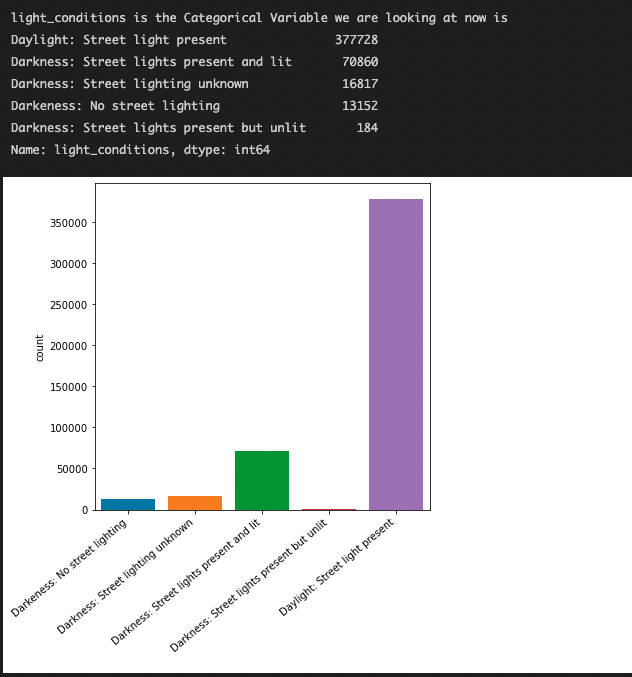 light_conditions is the Categorical Variable we are looking at now is
Daylight: Street light present 377728
Darkness: Street lights present and lit 70860
Darkness: Street lighting unknown 16817
Darkeness: No street lighting 13152
Darkness: Street lights present but unlit 184
Name: light_conditions, dtype: int64
350000
300000
250000
200000
150000
100000
50000
0
count
Darkeness: No street lighting
Darkness: Street lighting unknown
Darkness: Street lights present and lit
Darkness: Street lights present but unlit
Daylight: Street light present